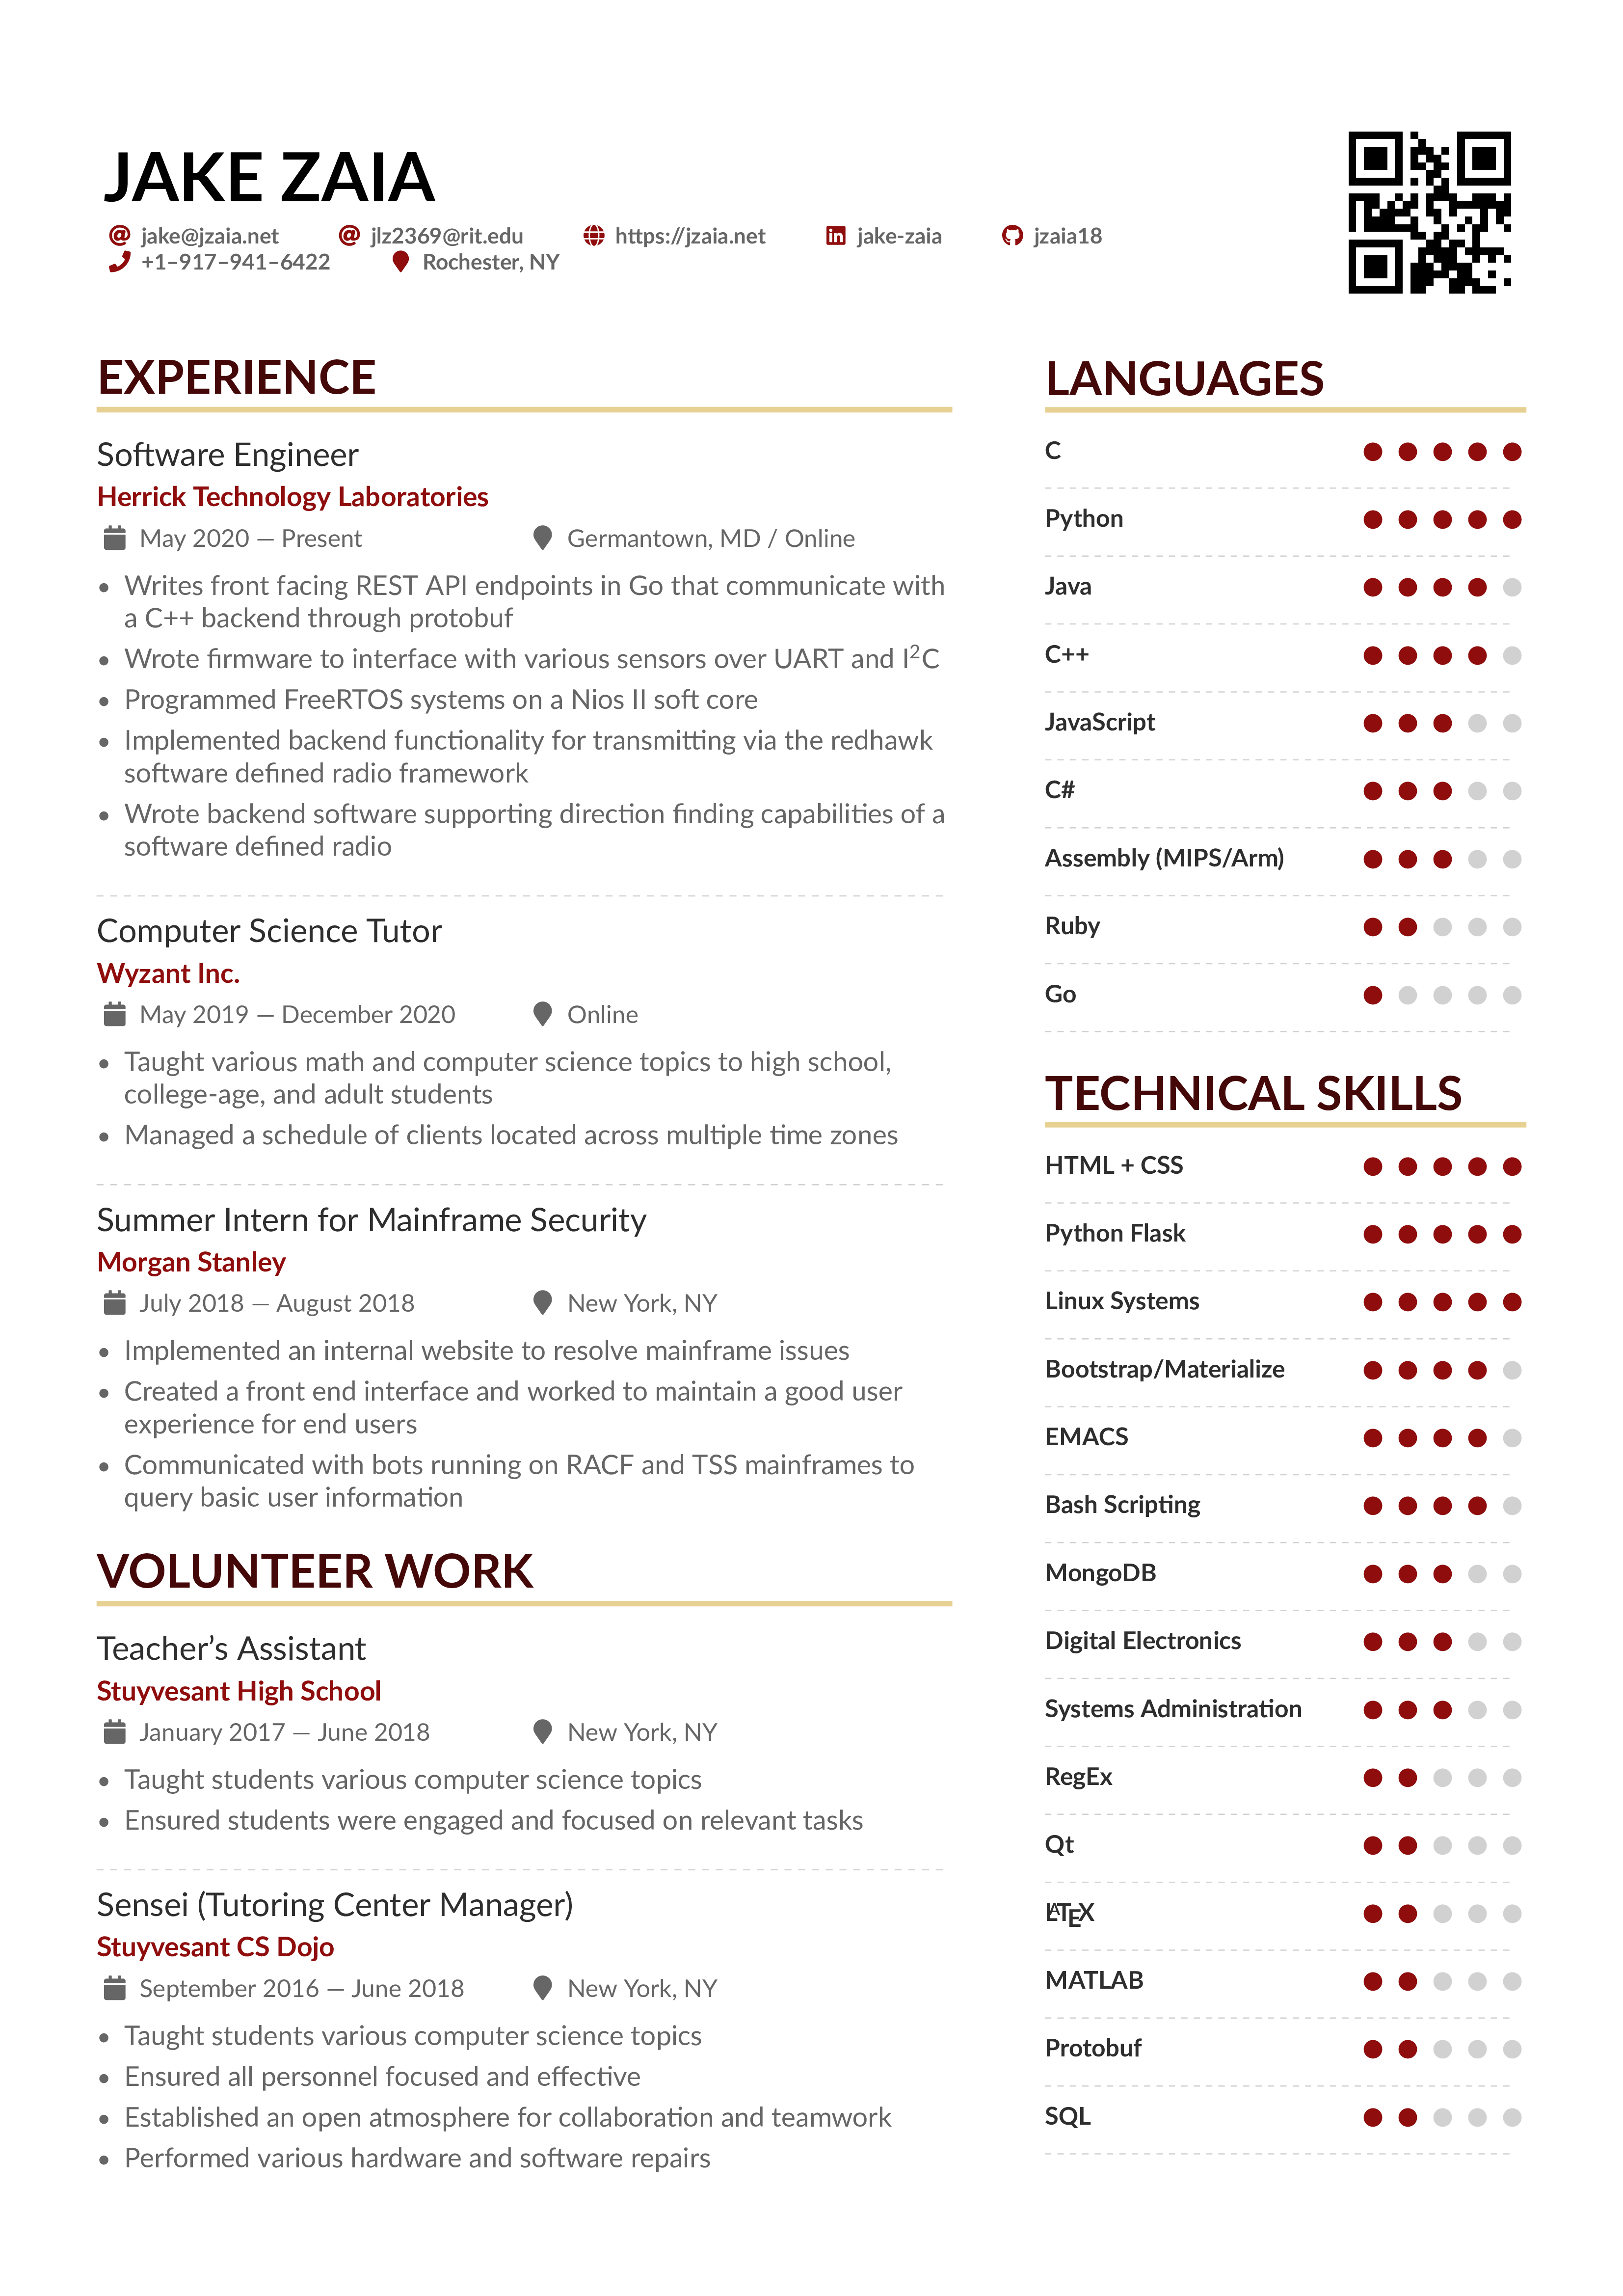 JAKE ZAIA
jake@jzaia.net jlz2369@rit.edu https://jzaia.net jake-zaia jzaia18
+1–917–941–6422 Rochester, NY
EXPERIENCE
Software Engineer
Herrick Technology Laboratories
May 2020 — Present Germantown, MD / Online
• Writes front facing REST API endpoints in Go that communicate with
a C++ backend through protobuf
• Wrote firmware to interface with various sensors over UART and I²C
• Programmed FreeRTOS systems on a Nios II soft core
• Implemented backend functionality for transmitting via the redhawk
software defined radio framework
• Wrote backend software supporting direction finding capabilities of a
software defined radio
Computer Science Tutor
Wyzant Inc.
May 2019 — December 2020 Online
• Taught various math and computer science topics to high school,
college-age, and adult students
• Managed a schedule of clients located across multiple time zones
Summer Intern for Mainframe Security
Morgan Stanley
July 2018 — August 2018 New York, NY
• Implemented an internal website to resolve mainframe issues
• Created a front end interface and worked to maintain a good user
experience for end users
• Communicated with bots running on RACF and TSS mainframes to
query basic user information
VOLUNTEER WORK
Teacher’s Assistant
Stuyvesant High School
January 2017 — June 2018 New York, NY
• Taught students various computer science topics
• Ensured students were engaged and focused on relevant tasks
Sensei (Tutoring Center Manager)
Stuyvesant CS Dojo
September 2016 — June 2018 New York, NY
• Taught students various computer science topics
• Ensured all personnel focused and effective
• Established an open atmosphere for collaboration and teamwork
• Performed various hardware and software repairs
LANGUAGES
C
Python
Java
C++
JavaScript
C#
Assembly (MIPS/Arm)
Ruby
Go
TECHNICAL SKILLS
HTML + CSS
Python Flask
Linux Systems
Bootstrap/Materialize
EMACS
Bash Scripting
MongoDB
Digital Electronics
Systems Administration
RegEx
Qt
LATEX
MATLAB
Protobuf
SQL